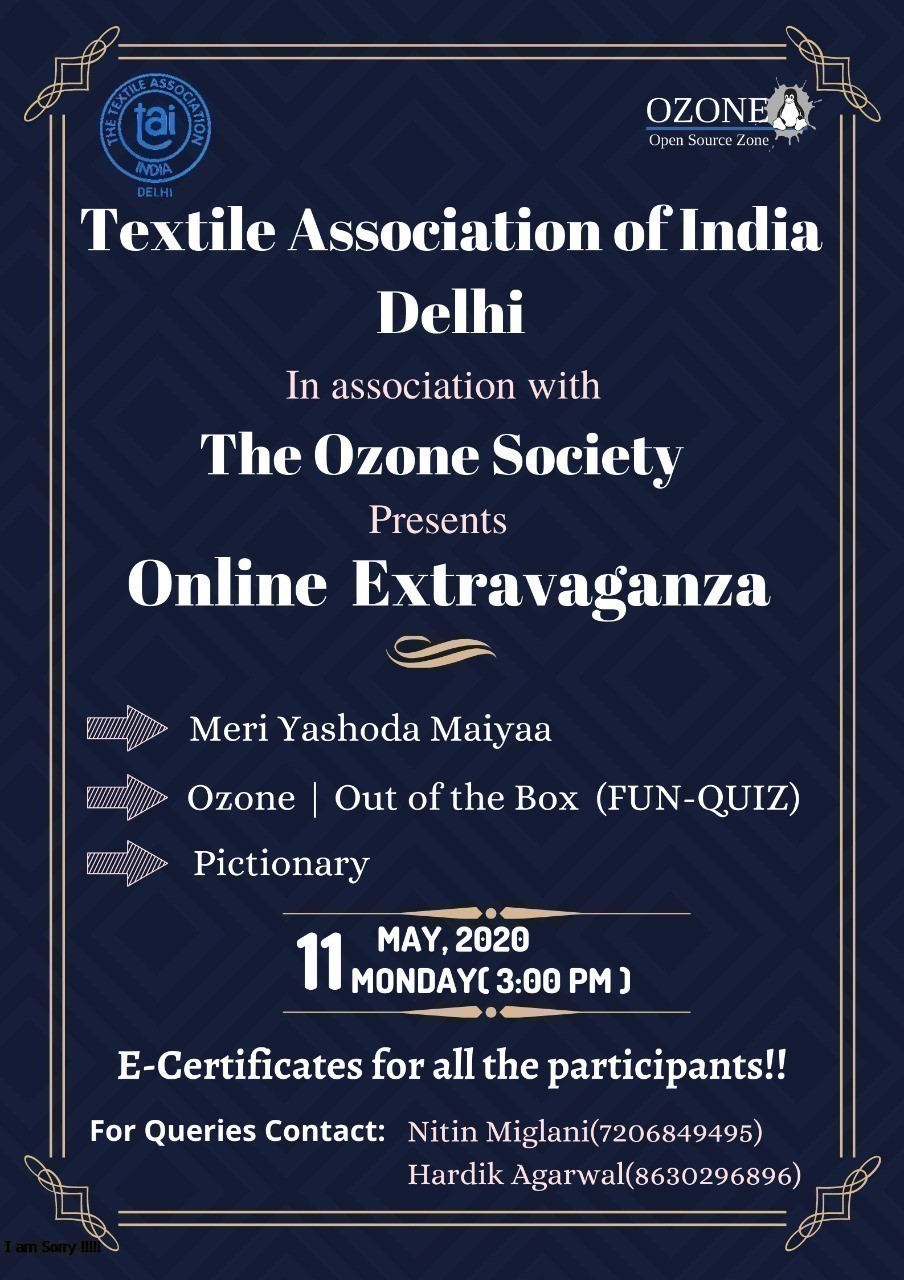 THE TEXTILE ASSOCIATION
tai
INDIA
DELHI
OZONE
Open Source Zone
Textile Association of India
Delhi
In association with
The Ozone Society
Presents
Online Extravaganza
Meri Yashoda Maiyaa
Ozone | Out of the Box (FUN-QUIZ)
Pictionary
11 MAY, 2020
MONDAY( 3:00 PM )
E-Certificates for all the participants!!
For Queries Contact: Nitin Miglani(7206849495)
Hardik Agarwal(8630296896)
I am Sorry !!!!!